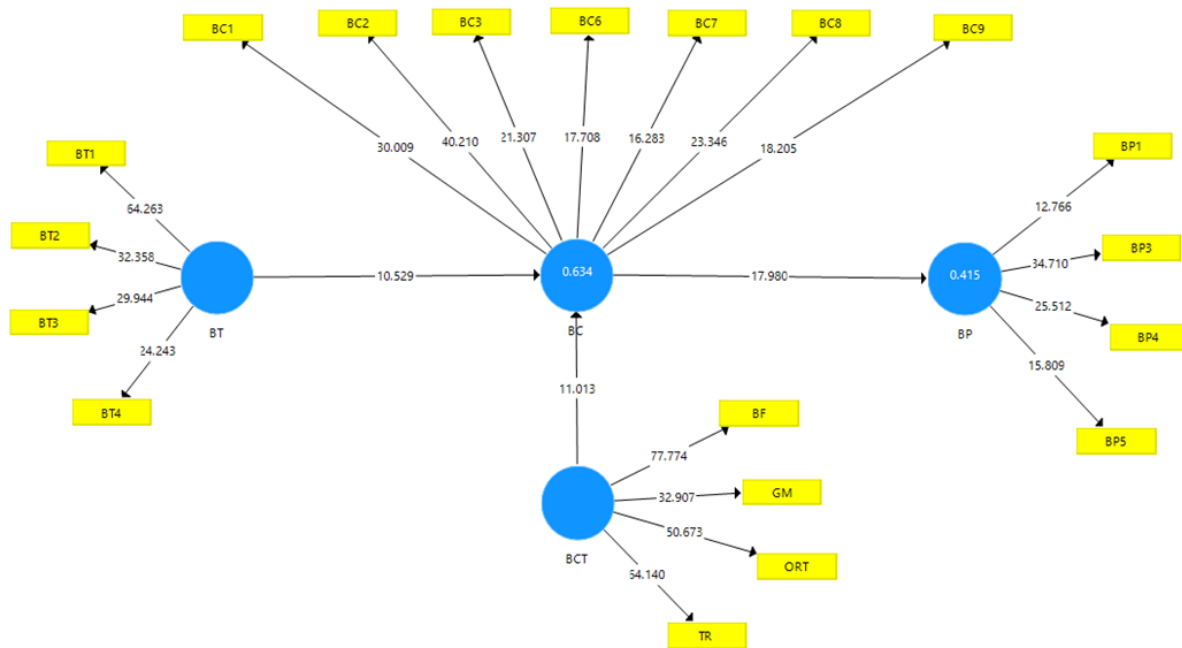 BC1 BC2 BC3 BC6 BC7 BC8 BC9
30.009 40.210 21.307 17.708 16.283 23.346 18.205
BT1
64.263
BT2
32.358
BT3
29.944
24.243
BT4
BT
10.529
0.634
BC
17.980
0.415
BP
BP1
12.766
BP3
34.710
25.512
BP4
15.809
BP5
11.013
BCT
BF
77.774
GM
32.907
50.673
ORT
54.140
TR